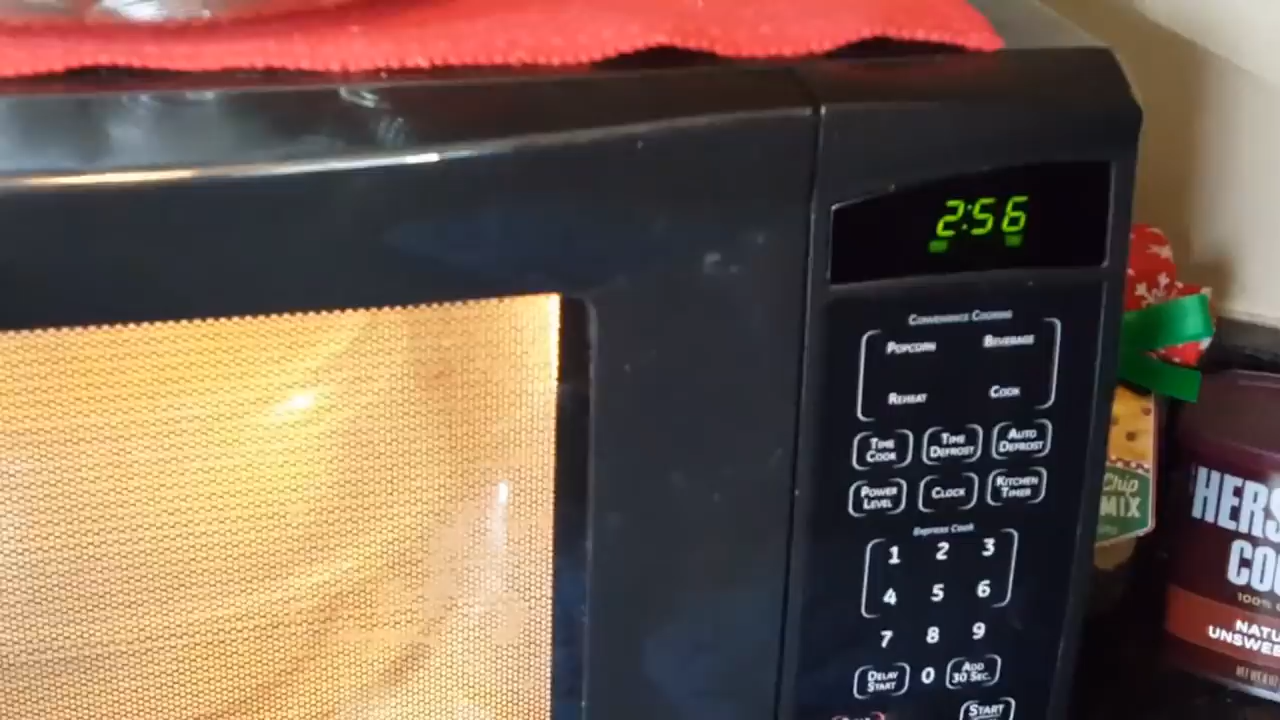 2:56
CONVENIENCE COOKING
POPCORN BEVERAGE
REHEAT COOK
TIME COOK
TIME DEFROST
AUTO DEFROST
POWER LEVEL
CLOCK
KITCHEN TIMER
Express Cook
1 2 3
4 5 6
7 8 9
DELAY START
0
ADD 30 SEC.
START
Chip
MIX
HERS
CO
100%
NATU
UNSWEE